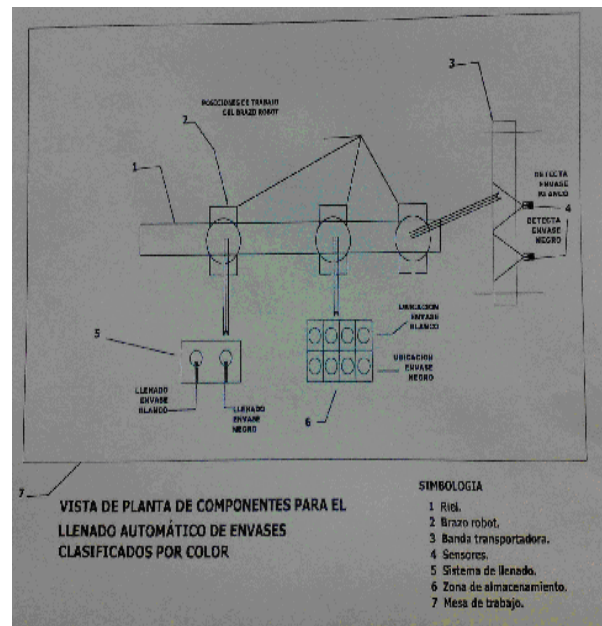 3
POSICIONES DE TRABAJO
DEL BRAZO ROBOT
2
1
DETECTA
ENVASE
BLANCO
4
DETECTA
ENVASE
NEGRO
5
UBICACION
ENVASE
BLANCO
UBICACION
ENVASE
NEGRO
LLENADO
ENVASE
BLANCO
LLENADO
ENVASE
NEGRO
6
7
VISTA DE PLANTA DE COMPONENTES PARA EL
LLENADO AUTOMÁTICO DE ENVASES
CLASIFICADOS POR COLOR
SIMBOLOGIA
1 Riel.
2 Brazo robot.
3 Banda transportadora.
4 Sensores.
5 Sistema de llenado.
6 Zona de almacenamiento.
7 Mesa de trabajo.